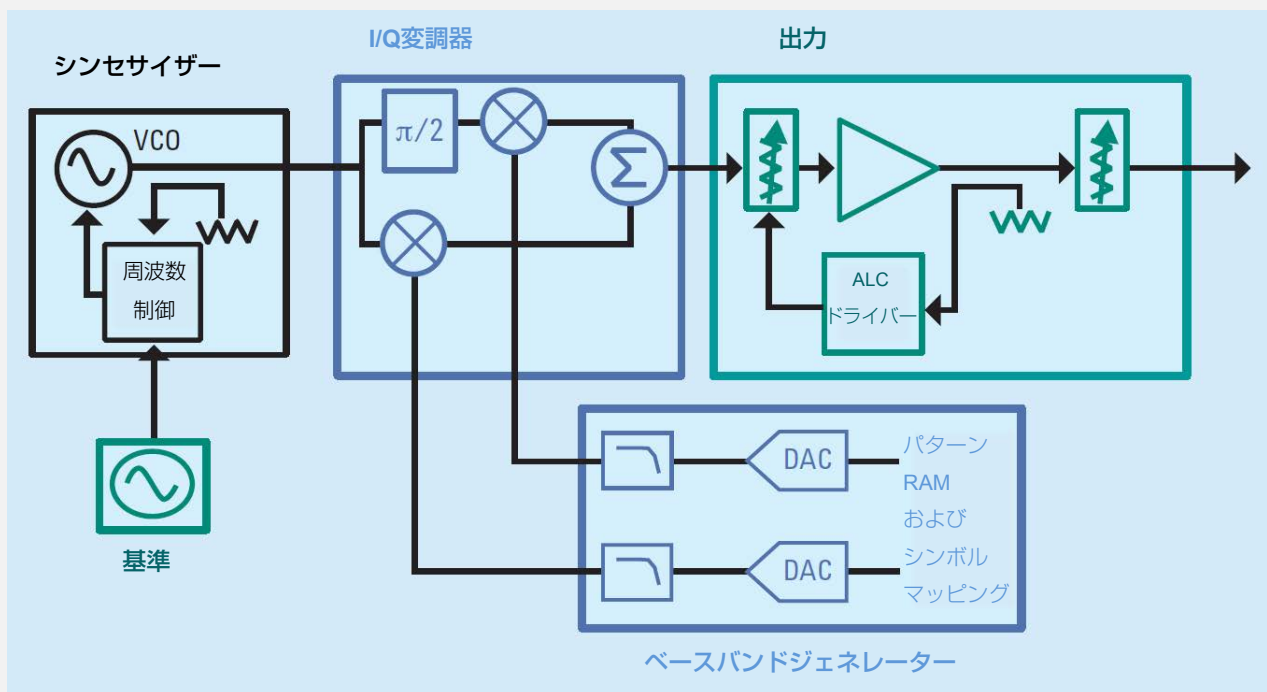 シンセサイザー
I/Q変調器
出力
VCO
π/2
Σ
周波数
制御
ALC
ドライバー
基準
DAC
DAC
パターン
RAM
および
シンボル
マッピング
ベースバンドジェネレーター